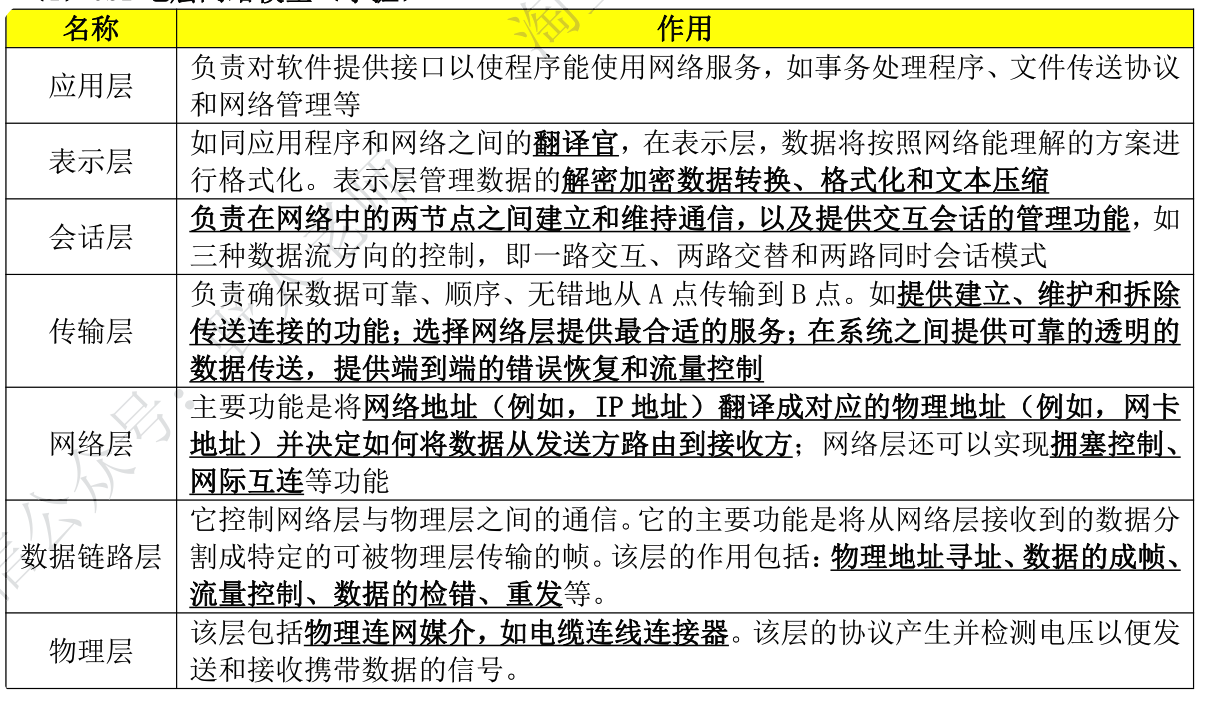 名称 作用
应用层 负责对软件提供接口以使程序能使用网络服务，如事务处理程序、文件传送协议
和网络管理等
表示层 如同应用程序和网络之间的翻译官，在表示层，数据将按照网络能理解的方案进
行格式化。表示层管理数据的解密加密数据转换、格式化和文本压缩
会话层 负责在网络中的两节点之间建立和维持通信，以及提供交互会话的管理功能，如
三种数据流方向的控制，即一路交互、两路交替和两路同时会话模式
负责确保数据可靠、顺序、无错地从 A 点传输到 B 点。如提供建立、维护和拆除
传输层 传送连接的功能；选择网络层提供最合适的服务；在系统之间提供可靠的透明的
数据传送，提供端到端的错误恢复和流量控制
主要功能是将网络地址（例如，IP 地址）翻译成对应的物理地址（例如，网卡
网络层 地址）并决定如何将数据从发送方路由到接收方；网络层还可以实现拥塞控制、
网际互连等功能
它控制网络层与物理层之间的通信。它的主要功能是将从网络层接收到的数据分
数据链路层 割成特定的可被物理层传输的帧。该层的作用包括：物理地址寻址、数据的成帧、
流量控制、数据的检错、重发等。
物理层 该层包括物理连网媒介，如电缆连线连接器。该层的协议产生并检测电压以便发
送和接收携带数据的信号。